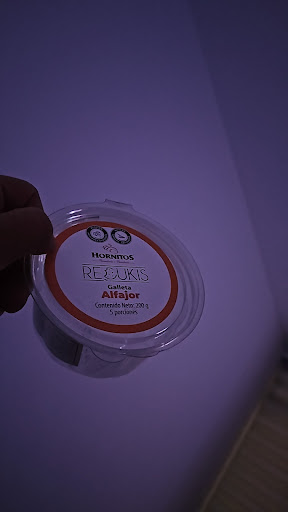 HORNITOS
RECUKIS
Galleta
Alfajor
Contenido Neto: 200 g
5 porciones